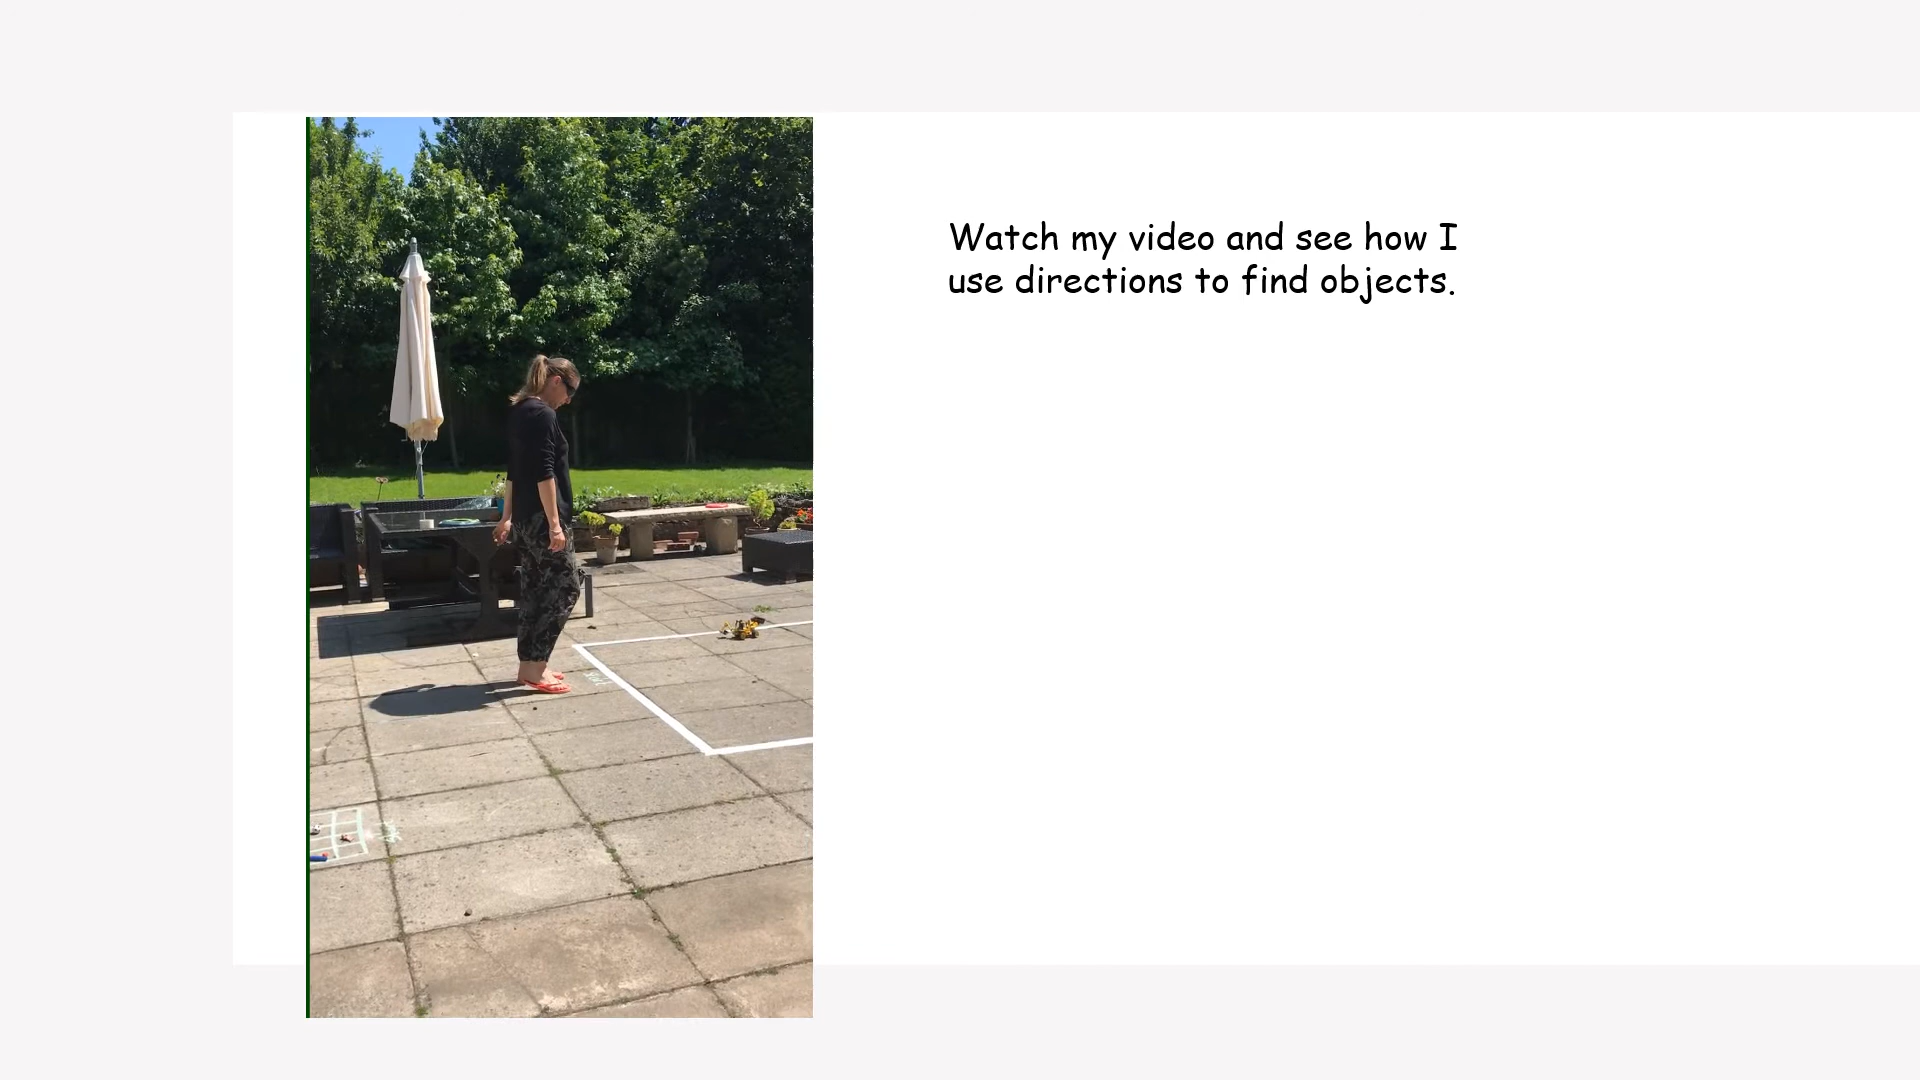 Watch my video and see how I
use directions to find objects.